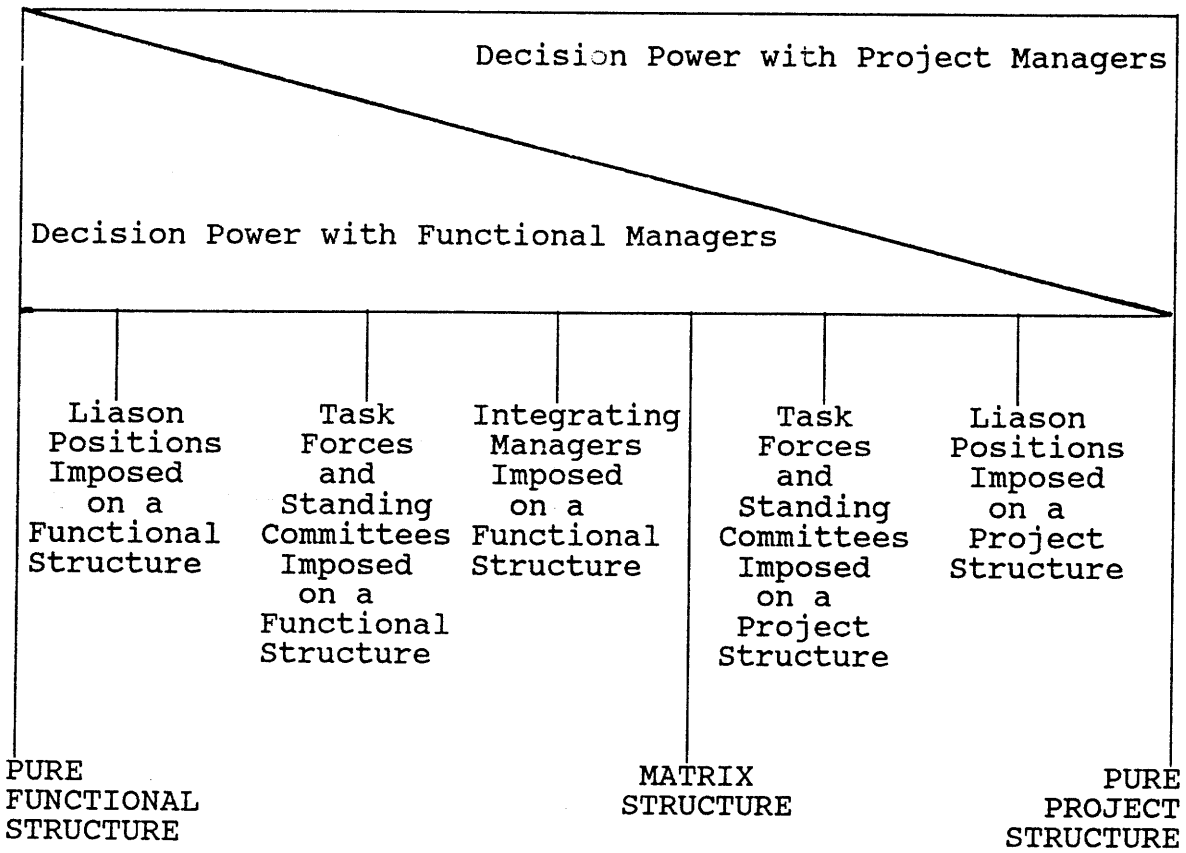 Decision Power with Project Managers
Decision Power with Functional Managers
Liason
Positions
Imposed
on a
Functional
Structure
Task
Forces
and
Standing
Committees
Imposed
on a
Functional
Structure
Integrating
Managers
Imposed
on a
Functional
Structure
Task
Forces
and
Standing
Committees
Imposed
on a
Project
Structure
Liason
Positions
Imposed
on a
Project
Structure
PURE
FUNCTIONAL
STRUCTURE
MATRIX
STRUCTURE
PURE
PROJECT
STRUCTURE